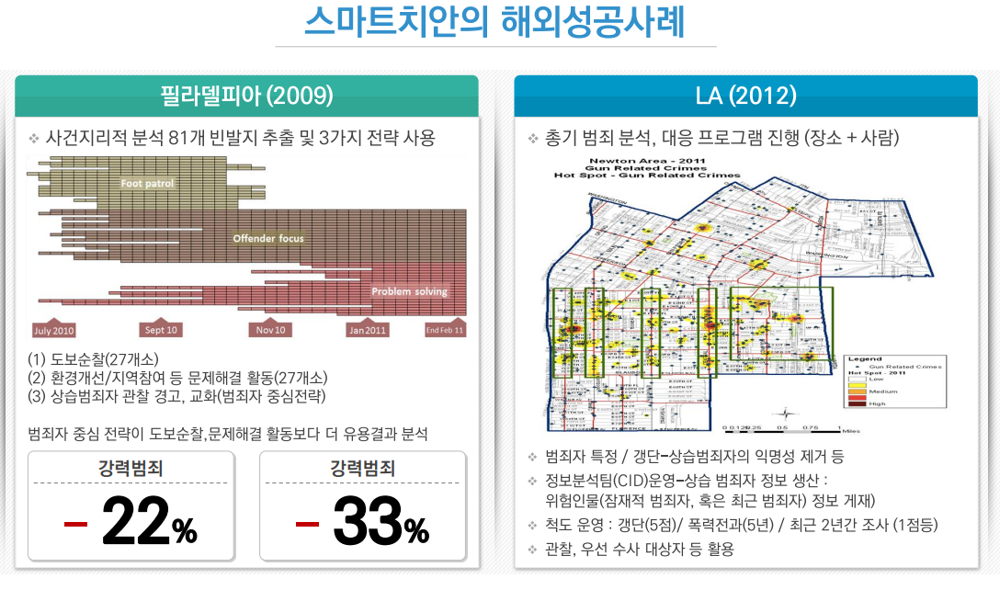 스마트치안의 해외성공사례
필라델피아 (2009)
❖ 사건지리적 분석 81개 빈발지 추출 및 3가지 전략 사용
Foot patrol
Offender focus
Problem solving
July 2010
Sept 10
Nov 10
Jan 2011
End Feb 11
(1) 도보순찰(27개소)
(2) 환경개선/지역참여 등 문제해결 활동(27개소)
(3) 상습범죄자 관찰 경고, 교화(범죄자 중심전략)
범죄자 중심 전략이 도보순찰,문제해결 활동보다 더 유용결과 분석
강력범죄
– 22%
강력범죄
– 33%
LA (2012)
❖ 총기 범죄 분석, 대응 프로그램 진행 (장소 + 사람)
Newton Area - 2011
Gun Related Crimes
Hot Spot - Gun Related Crimes
WASHINGTON
WASHINGTON
SLAUSON
FLORENCE
Legend
Gun Related Crimes
Hot Spot - 2011
Low
Medium
High
Miles
❖ 범죄자 특정 / 갱단-상습범죄자의 익명성 제거 등
❖ 정보분석팀(CID)운영-상습 범죄자 정보 생산 :
위험인물(잠재적 범죄자, 혹은 최근 범죄자) 정보 게재)
❖ 척도 운영 : 갱단(5점)/ 폭력전과(5년) / 최근 2년간 조사 (1점등)
❖ 관찰, 우선 수사 대상자 등 활용